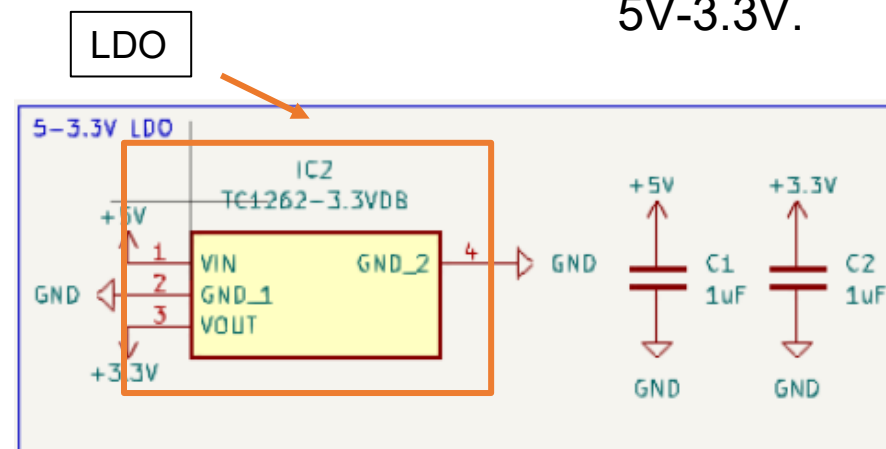 5V-3.3V.
LDO
5-3.3V LDO
IC2
TC1262-3.3VDB
+5V
1
VIN
GND
2
GND_1
3
VOUT
+3.3V
GND_2
4
GND
+5V
C1
1uF
GND
+3.3V
C2
1uF
GND